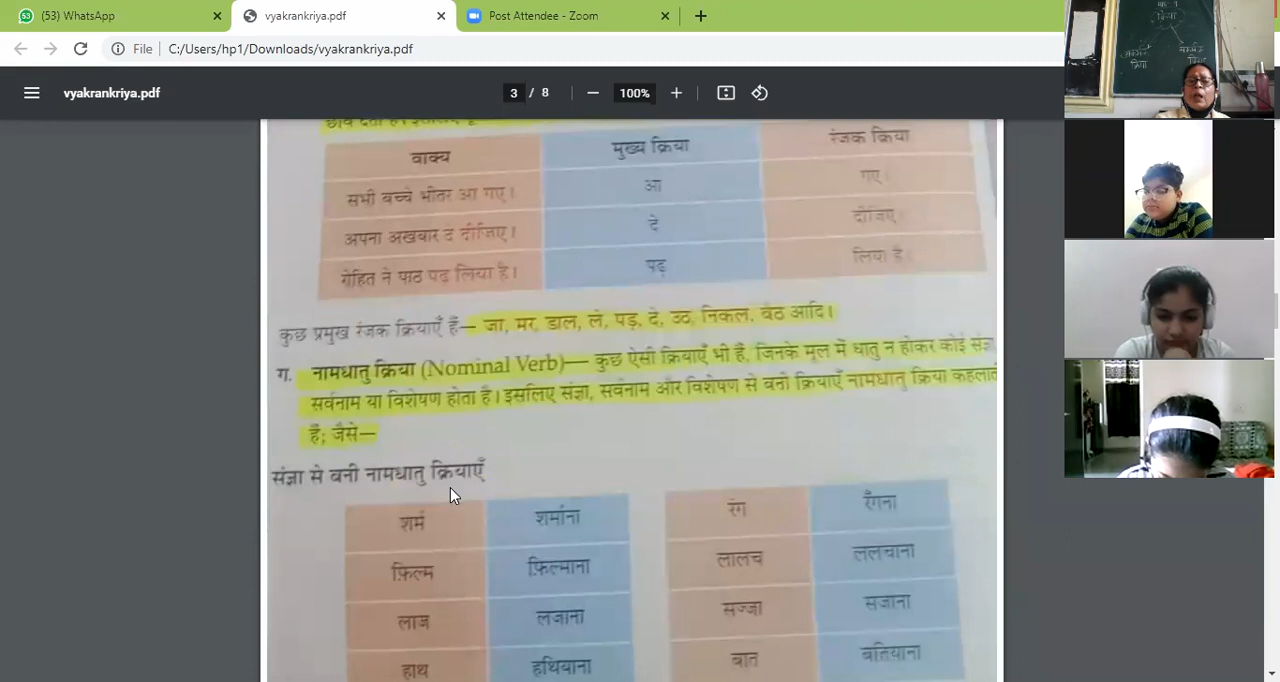 (53) WhatsApp
vyakrankriya.pdf
Post Attendee - Zoom
File
C:/Users/hp1/Downloads/vyakrankriya.pdf
vyakrankriya.pdf
3 / 8
100%
वाक्य मुख्य क्रिया रंजक क्रिया
सभी बच्चे भीतर आ गए। आ गए।
अपना अखबार दे दीजिए। दे दीजिए।
रोहित ने पाठ पढ़ लिया है। पढ़ लिया है।
कुछ प्रमुख रंजक क्रियाएँ हैं— जा, मर, डाल, ले, पड़, दे, उठ, निकल, बैठ आदि।
ग. नामधातु क्रिया (Nominal Verb)— कुछ ऐसी क्रियाएँ भी हैं, जिनके मूल में धातु न होकर कोई
सर्वनाम या विशेषण होता है। इसलिए संज्ञा, सर्वनाम और विशेषण से बनी क्रियाएँ नामधातु क्रिया
हैं; जैसे—
संज्ञा से बनी नामधातु क्रियाएँ
शर्म शर्माना रंग रँगना
फ़िल्म फ़िल्माना लालच ललचाना
लाज लजाना सज्जा सजाना
हाथ हथियाना बात बतियाना
क्रिया
क्रिया